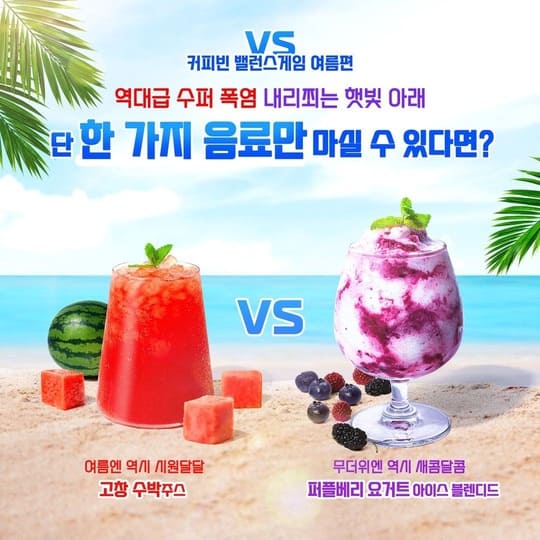 VS
커피빈 밸런스게임 여름편
역대급 수퍼 폭염 내리쬐는 햇빛 아래
단 한 가지 음료만 마실 수 있다면?
VS
여름엔 역시 시원달달
고창 수박주스
무더위엔 역시 새콤달콤
퍼플베리 요거트 아이스 블렌디드